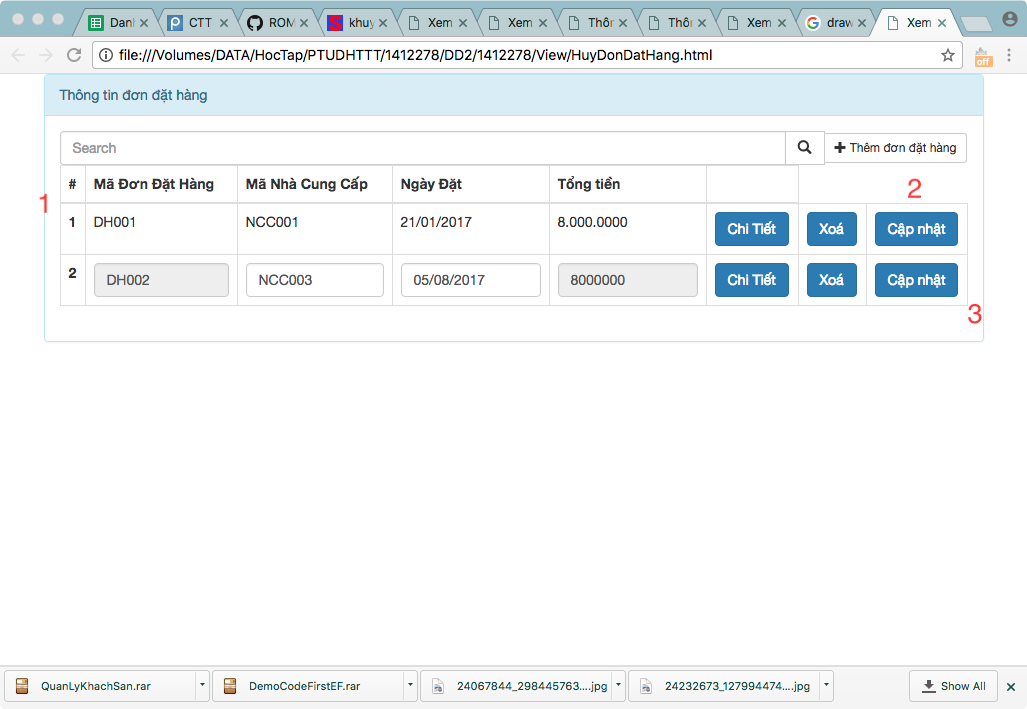 Danh CTT ROM khuy Xem Xem Thôn Thôn Xem draw Xem
file:///Volumes/DATA/HocTap/PTUDHTTT/1412278/DD2/1412278/View/HuyDonDatHang.html
off
Thông tin đơn đặt hàng
Search Thêm đơn đặt hàng
# Mã Đơn Đặt Hàng Mã Nhà Cung Cấp Ngày Đặt Tổng tiền
1 2
1 DH001 NCC001 21/01/2017 8.000.0000 Chi Tiết Xoá Cập nhật
2 DH002 NCC003 05/08/2017 8000000 Chi Tiết Xoá Cập nhật
3
QuanLyKhachSan.rar DemoCodeFirstEF.rar 24067844_298445763....jpg 24232673_127994474....jpg Show All